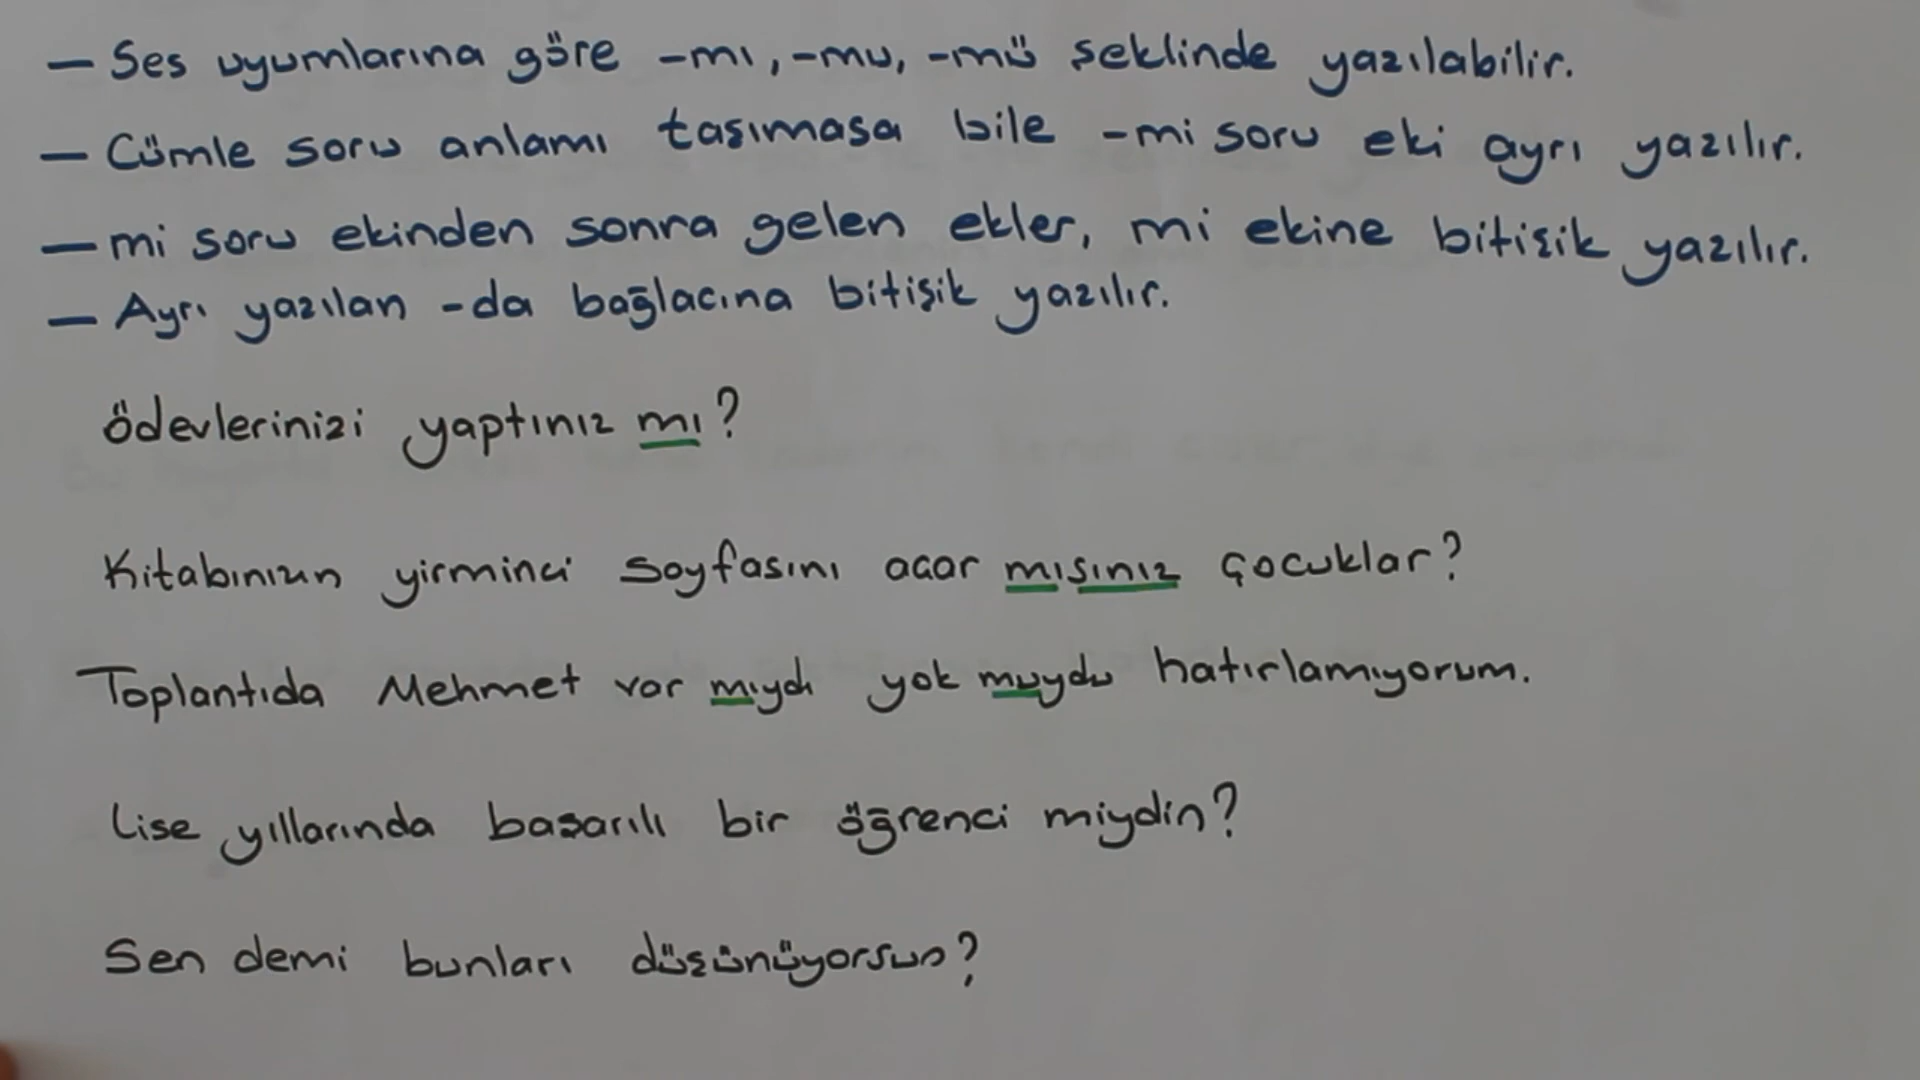 — Ses uyumlarına göre -mı, -mu, -mü şeklinde yazılabilir.
— Cümle soru anlamı taşımasa bile -mi soru eki ayrı yazılır.
— mi soru ekinden sonra gelen ekler, mi ekine bitişik yazılır.
— Ayrı yazılan -da bağlacına bitişik yazılır.
Ödevlerinizi yaptınız mı?
Kitabınızın yirminci sayfasını açar mısınız çocuklar?
Toplantıda Mehmet var mıydı yok muydu hatırlamıyorum.
Lise yıllarında başarılı bir öğrenci miydin?
Sen demi bunları düşünüyorsun?